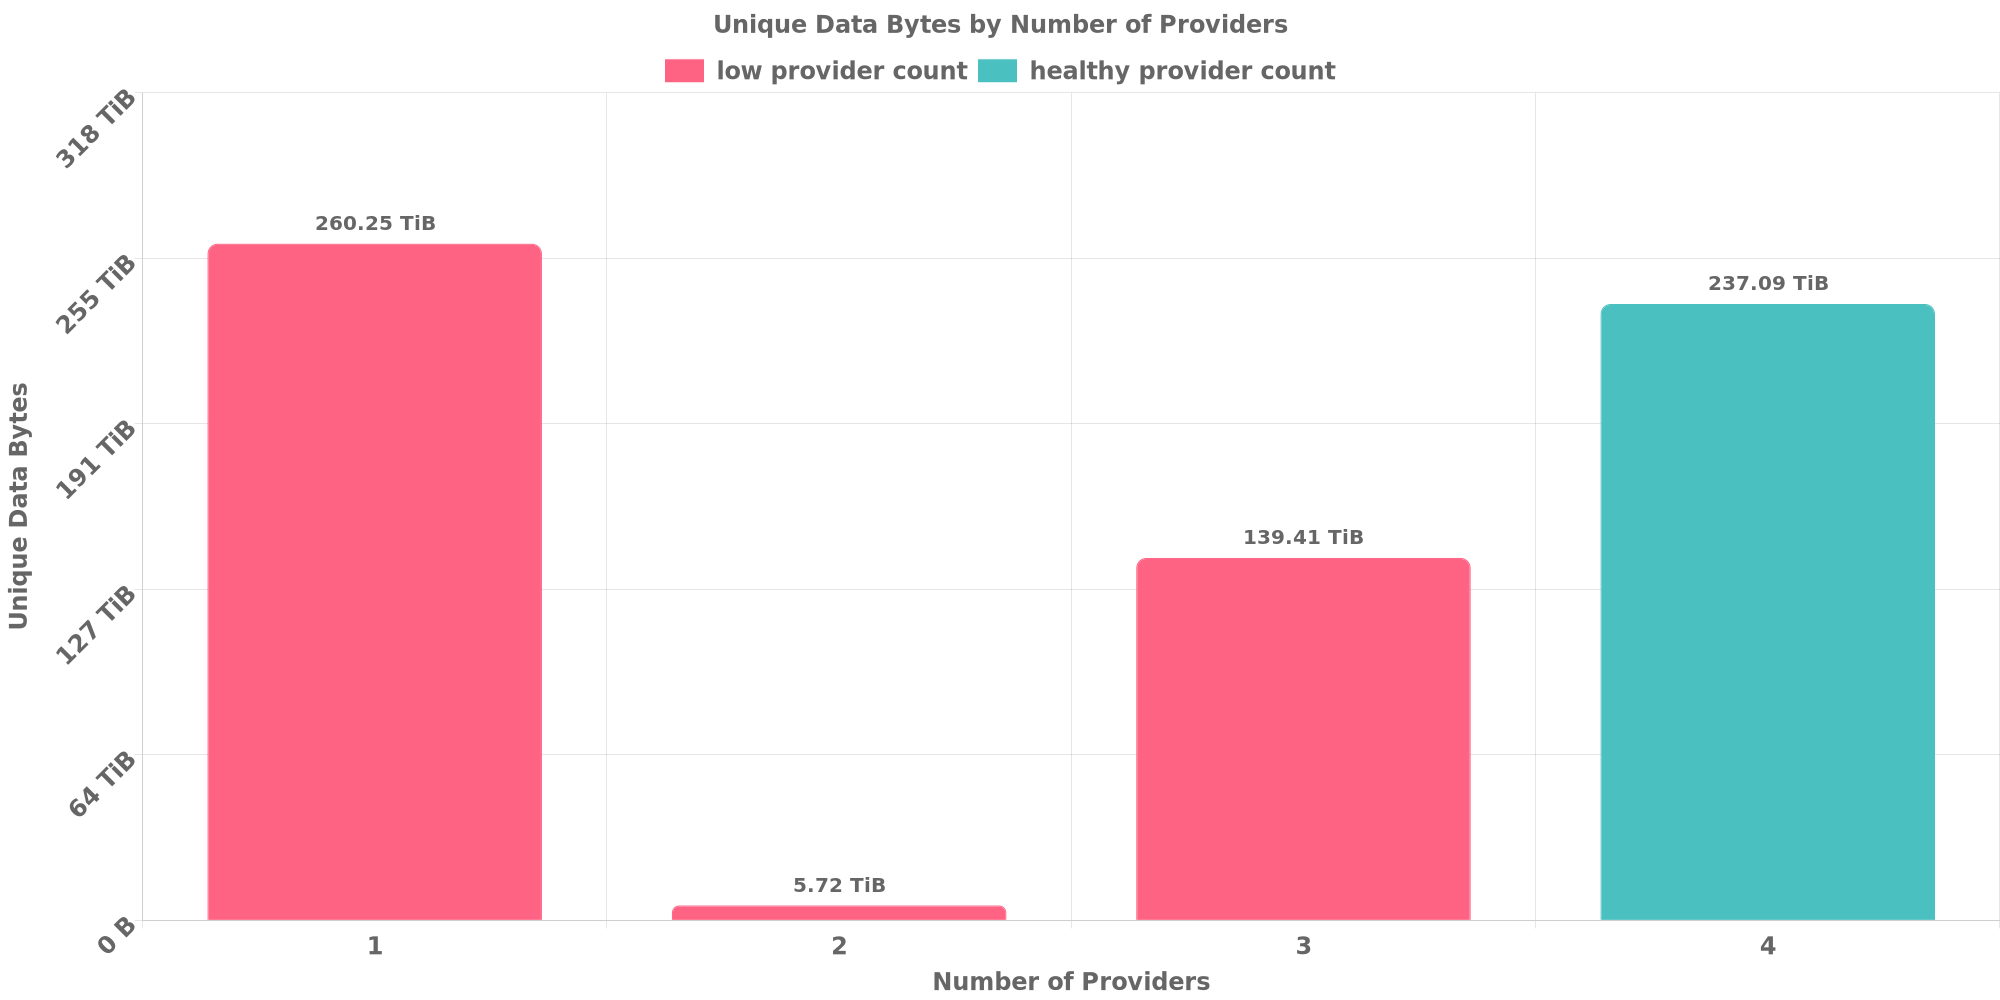 Unique Data Bytes by Number of Providers
low provider count healthy provider count
318 TiB
255 TiB
191 TiB
127 TiB
64 TiB
0 B
Unique Data Bytes
260.25 TiB
5.72 TiB
139.41 TiB
237.09 TiB
1 2 3 4
Number of Providers